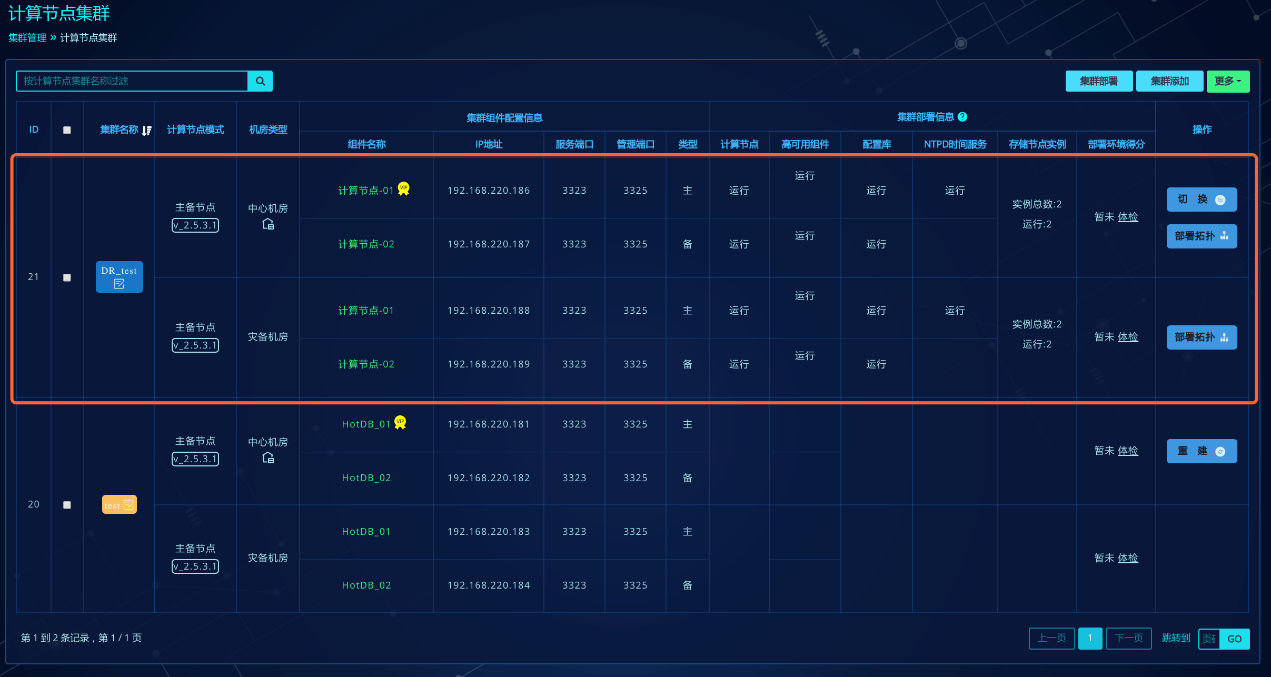 计算节点集群
集群管理 » 计算节点集群
按计算节点集群名称过滤
集群部署 集群添加 更多
ID 集群名称 计算节点模式 机房类型 集群组件配置信息 集群部署信息 ? 操作
组件名称 IP地址 服务端口 管理端口 类型 计算节点 高可用组件 配置库 NTPD时间服务 存储节点实例 部署环境得分
21 DR_test
主备节点
v_2.5.3.1
中心机房
计算节点-01 VIP 192.168.220.186 3323 3325 主 运行 运行 运行 运行
计算节点-02 192.168.220.187 3323 3325 备 运行 运行 运行
实例总数:2
运行:2
暂未 体检
切 换
部署拓扑
主备节点
v_2.5.3.1
灾备机房
计算节点-01 192.168.220.188 3323 3325 主 运行 运行 运行 运行
计算节点-02 192.168.220.189 3323 3325 备 运行 运行 运行
实例总数:2
运行:2
暂未 体检
部署拓扑
20 test
主备节点
v_2.5.3.1
中心机房
HotDB_01 VIP 192.168.220.181 3323 3325 主
HotDB_02 192.168.220.182 3323 3325 备
暂未 体检
重 建
主备节点
v_2.5.3.1
灾备机房
HotDB_01 192.168.220.183 3323 3325 主
HotDB_02 192.168.220.184 3323 3325 备
暂未 体检
第 1 到 2 条记录，第 1 / 1 页
上一页 1 下一页 跳转到 GO